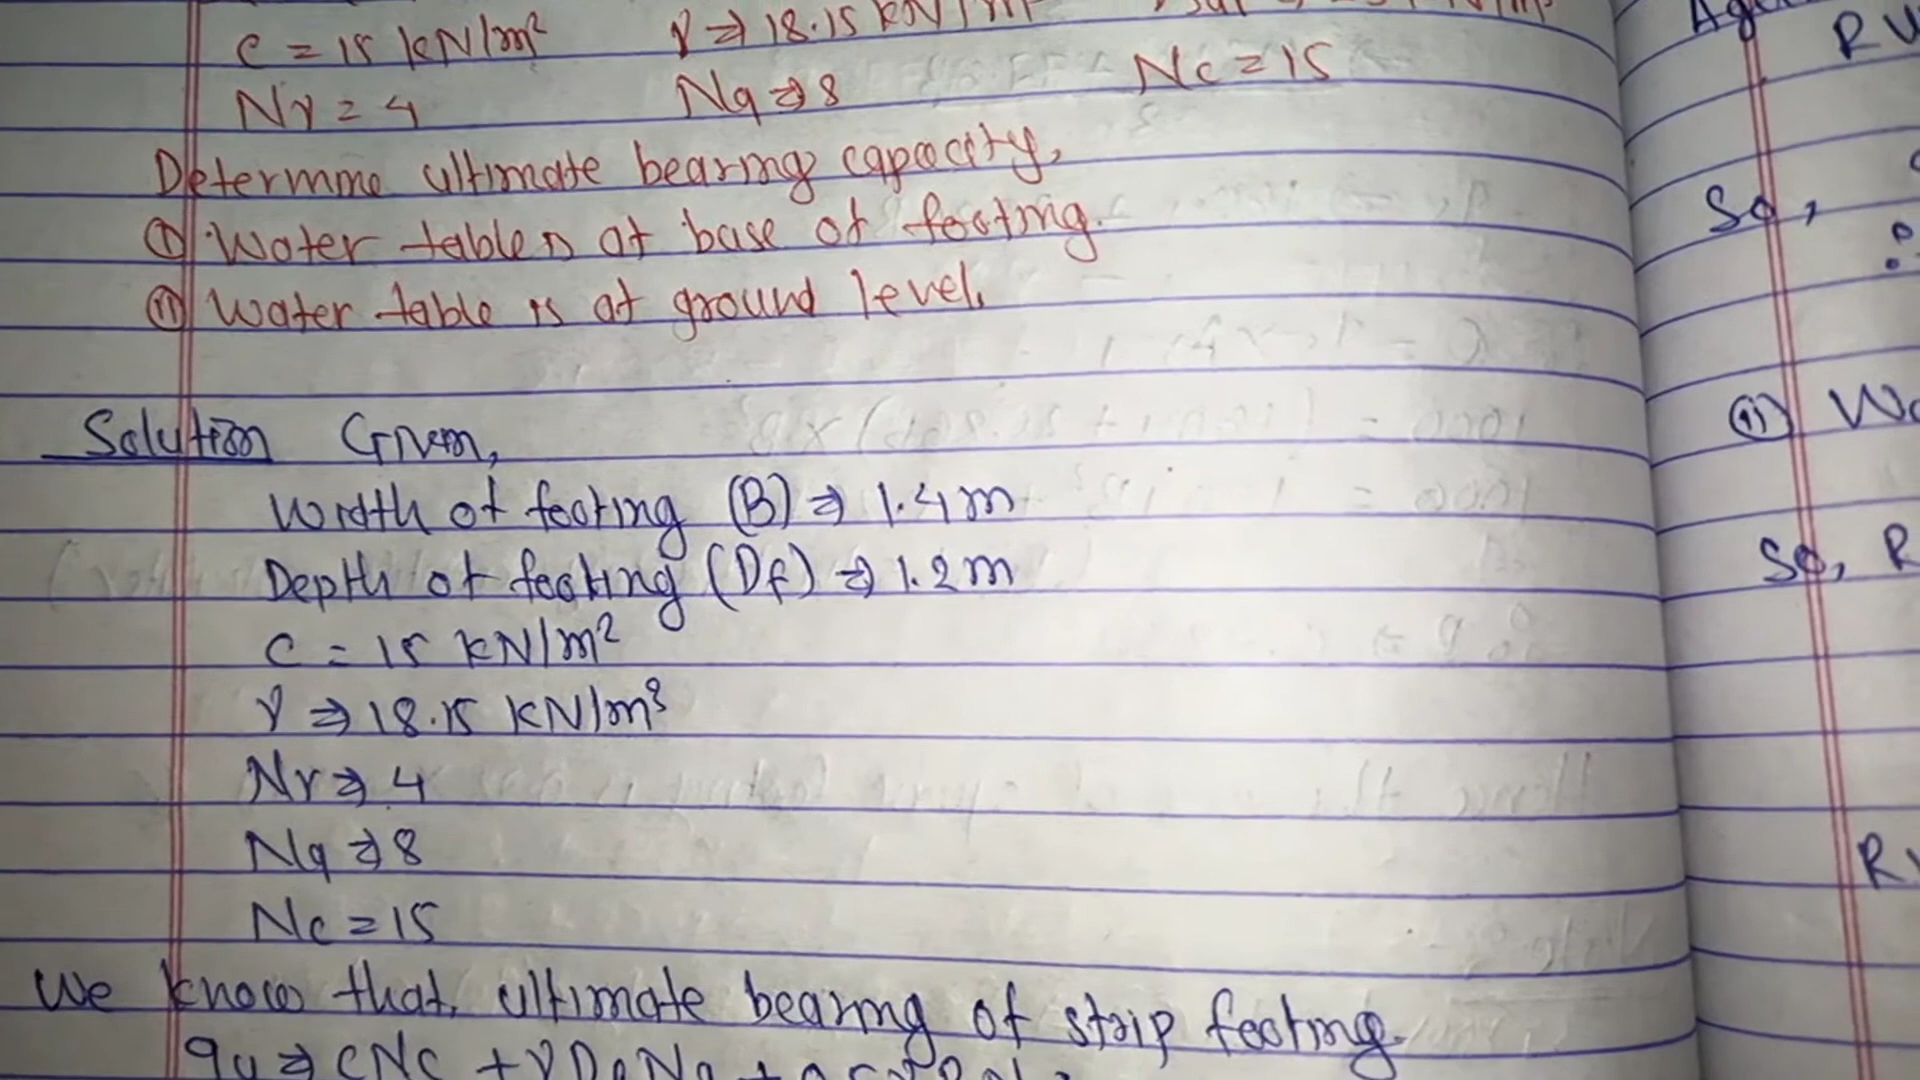 C = 15 kN/m² γ ⇒ 18.15 kN/m³
Nγ = 4 Nq ⇒ 8 Nc = 15
Determine ultimate bearing capacity,
(i) Water table is at base of footing.
(ii) Water table is at ground level.
Solution Given,
Width of footing (B) ⇒ 1.4m
Depth of footing (Df) ⇒ 1.2m
C = 15 kN/m²
γ ⇒ 18.15 KN/m³
Nγ ⇒ 4
Nq ⇒ 8
Nc = 15
We know that, ultimate bearing of strip footing.
qu ⇒ CNc + γDfNq +
So,
(ii)
So, R